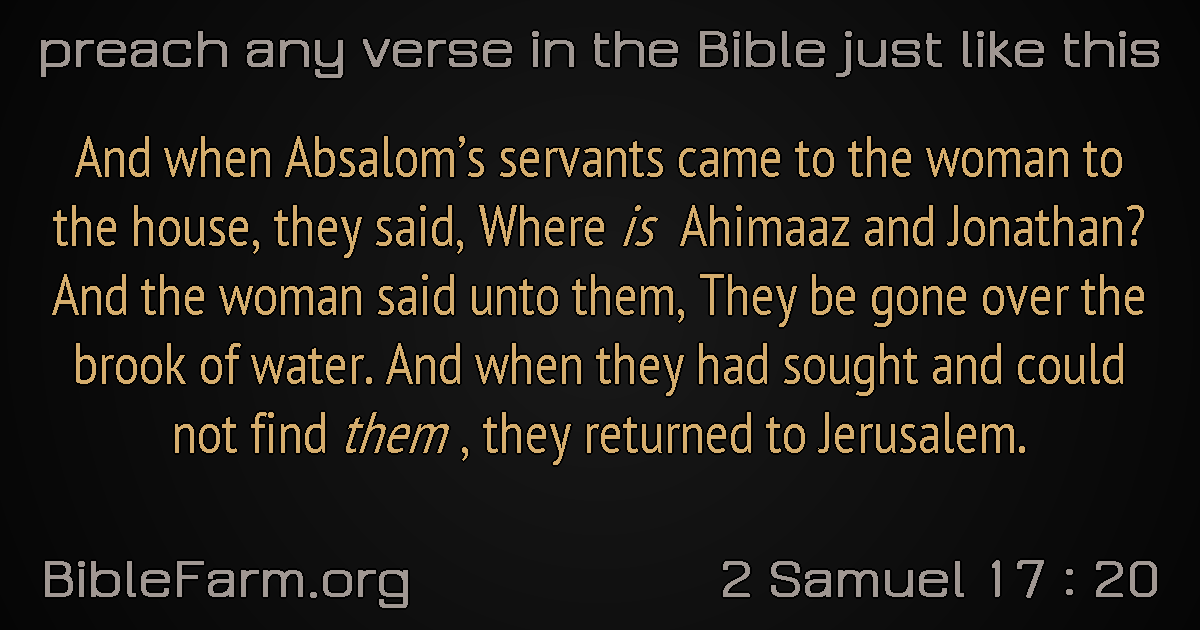 preach any verse in the Bible just like this
And when Absalom’s servants came to the woman to
the house, they said, Where is Ahimaaz and Jonathan?
And the woman said unto them, They be gone over the
brook of water. And when they had sought and could
not find them , they returned to Jerusalem.
BibleFarm.org
2 Samuel 17 : 20